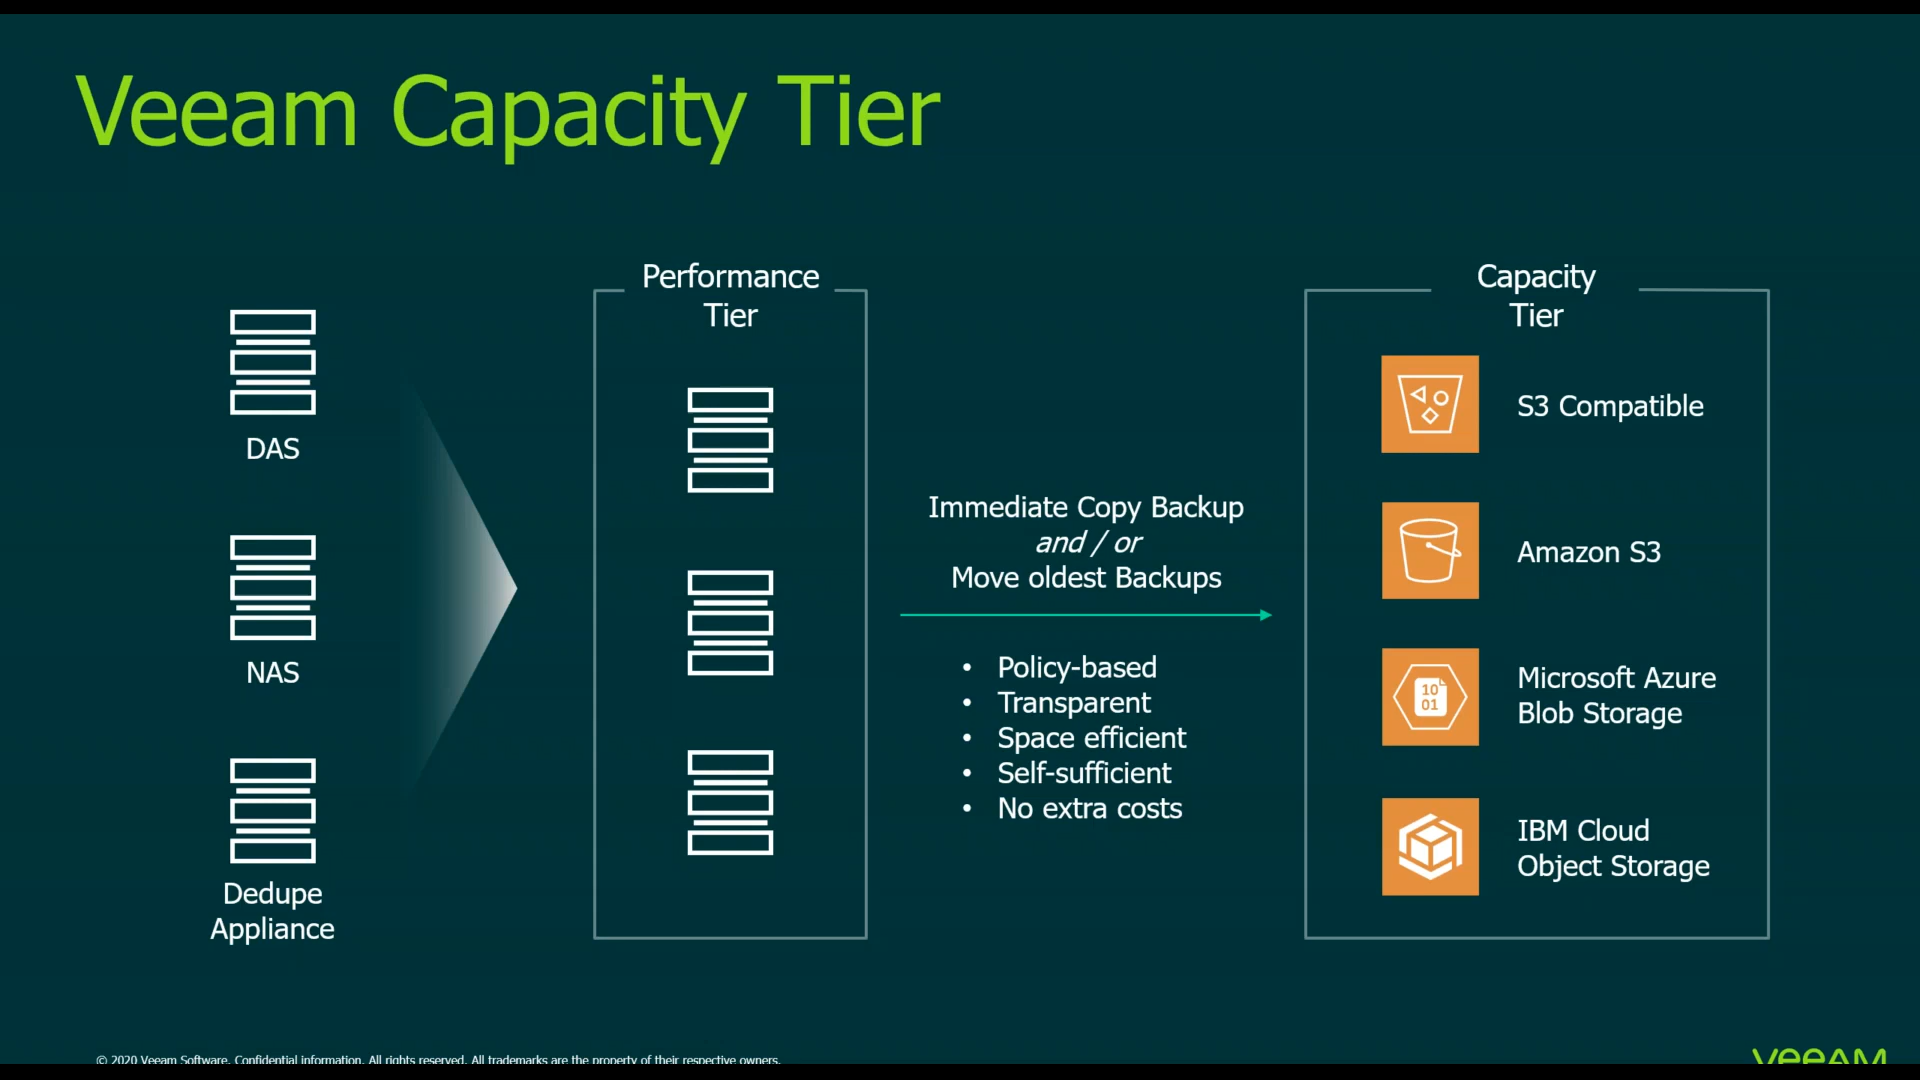 Veeam Capacity Tier
DAS
NAS
Dedupe
Appliance
Performance
Tier
Immediate Copy Backup
and / or
Move oldest Backups
• Policy-based
• Transparent
• Space efficient
• Self-sufficient
• No extra costs
Capacity
Tier
S3 Compatible
Amazon S3
10
01
Microsoft Azure
Blob Storage
IBM Cloud
Object Storage
© 2020 Veeam Software. Confidential information. All rights reserved. All trademarks are the property of their respective owners.
veeAM